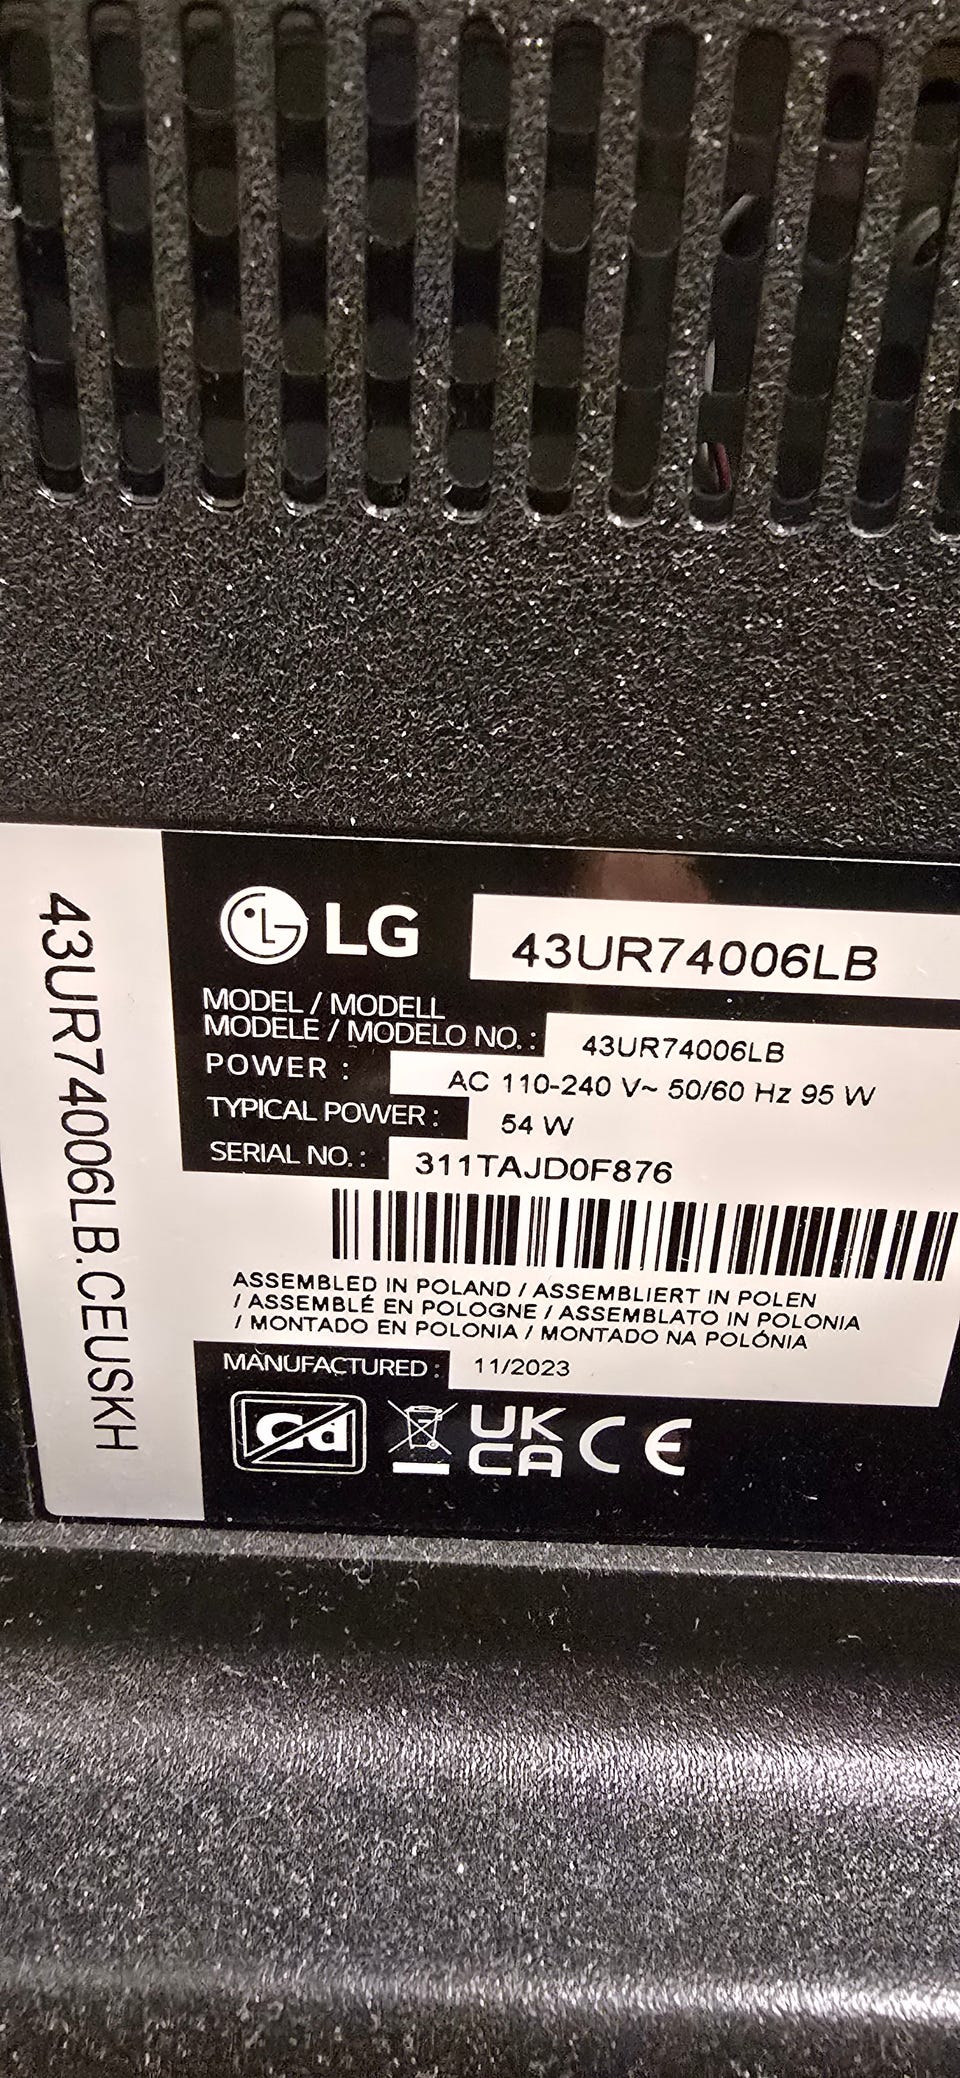 43UR74006LB.CEUSKH
LG
43UR74006LB
MODEL / MODELL
MODELE / MODELO NO. : 43UR74006LB
POWER : AC 110-240 V~ 50/60 Hz 95 W
TYPICAL POWER : 54 W
SERIAL NO. : 311TAJD0F876
ASSEMBLED IN POLAND / ASSEMBLIERT IN POLEN
/ ASSEMBLÉ EN POLOGNE / ASSEMBLATO IN POLONIA
/ MONTADO EN POLONIA / MONTADO NA POLÓNIA
MANUFACTURED : 11/2023
Cd
UK
CA
CE